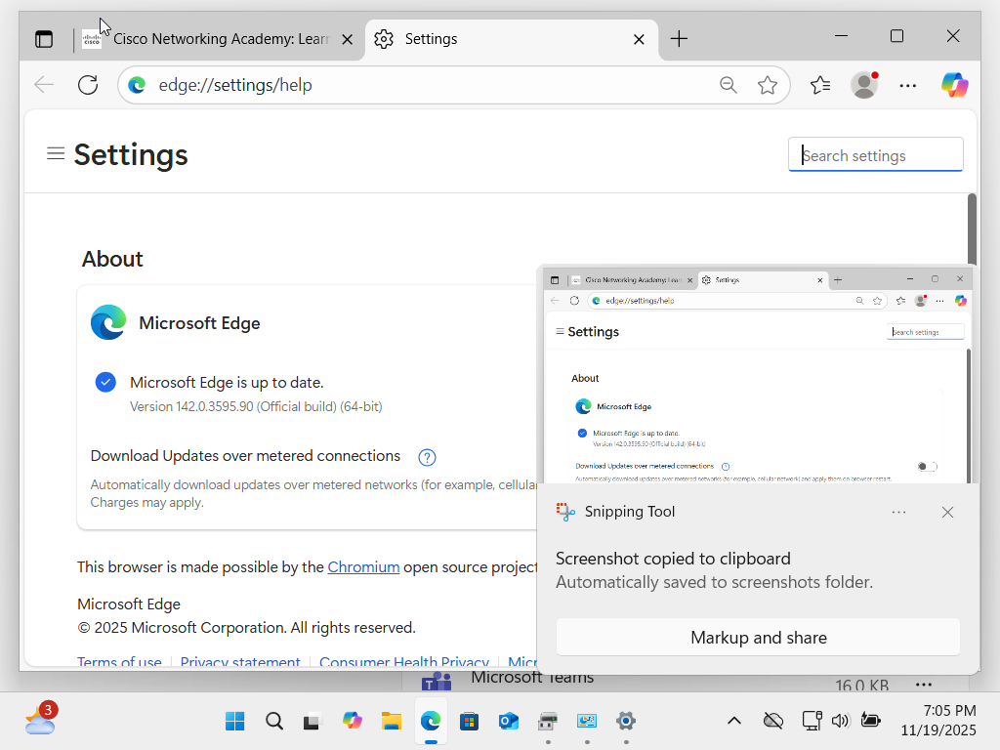 Cisco Networking Academy: Lear
Settings
edge://settings/help
Settings
Search settings
About
Microsoft Edge
Microsoft Edge is up to date.
Version 142.0.3595.90 (Official build) (64-bit)
Download Updates over metered connections
Automatically download updates over metered networks (for example, cellular
Charges may apply.
This browser is made possible by the Chromium open source project
Microsoft Edge
© 2025 Microsoft Corporation. All rights reserved.
Terms of use
Privacy statement
Consumer Health Privacy
Micr
Cisco Networking Academy: Lear
Settings
edge://settings/help
Settings
Search settings
About
Microsoft Edge
Microsoft Edge is up to date.
Version 142.0.3595.90 (Official build) (64-bit)
Download Updates over metered connections
Automatically download updates over metered networks (for example, cellular network) and apply them on browser restart.
Snipping Tool
Screenshot copied to clipboard
Automatically saved to screenshots folder.
Markup and share
Microsoft Teams
16.0 KB
3
7:05 PM
11/19/2025